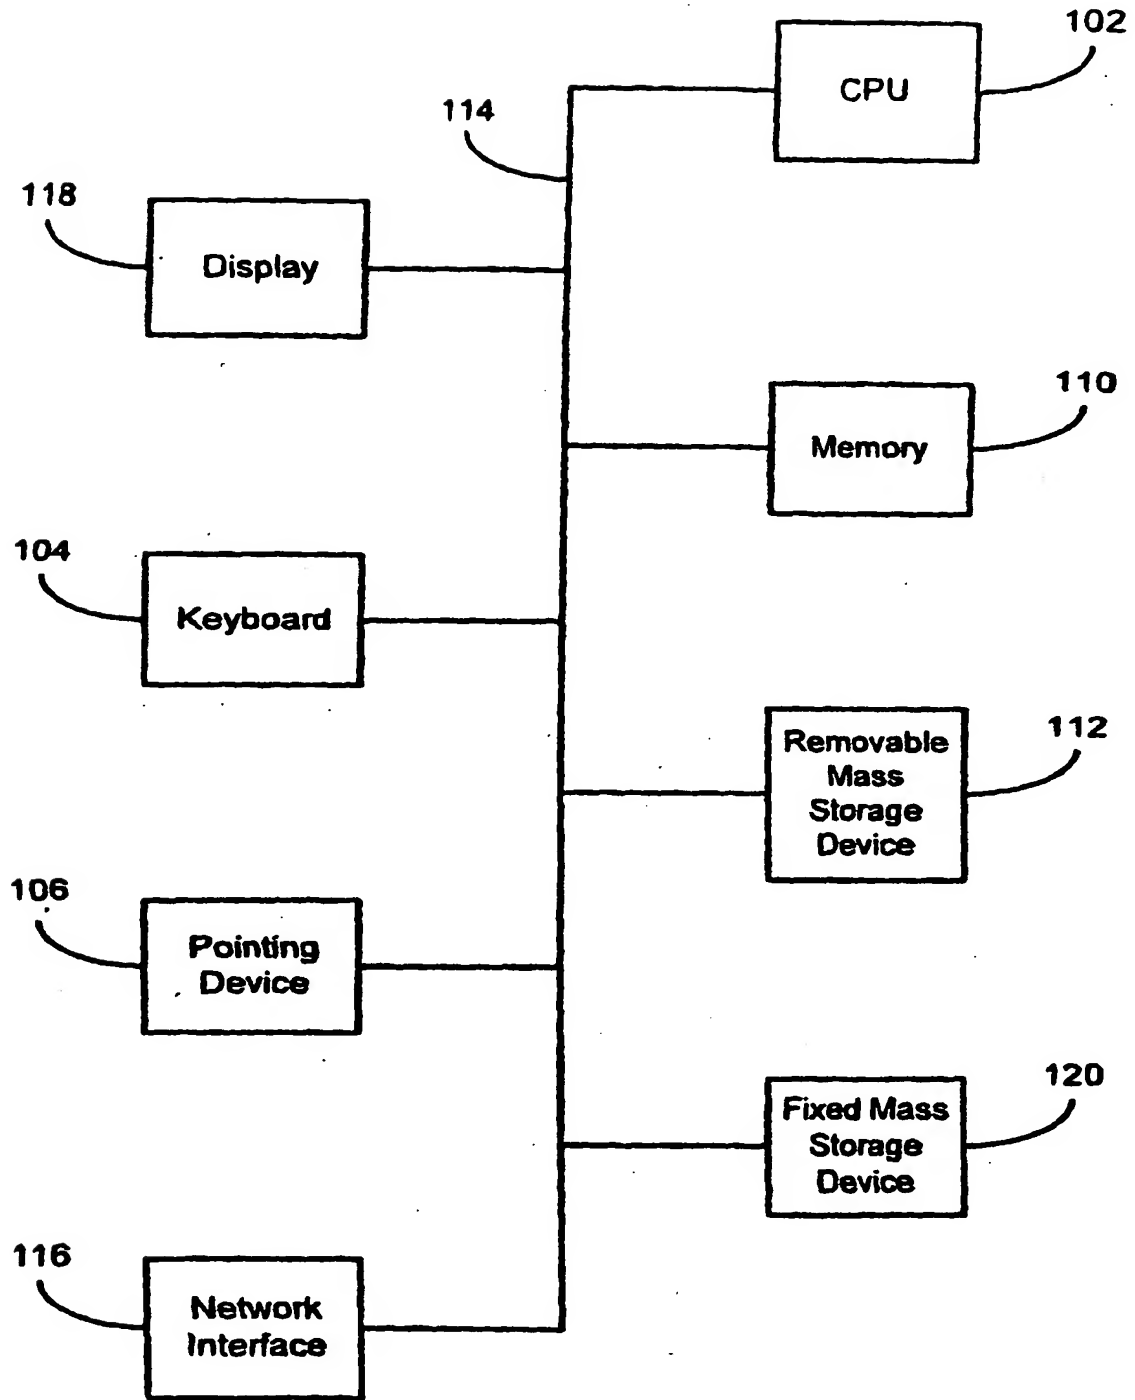 102
CPU
114
118
Display
110
Memory
104
Keyboard
112
Removable
Mass
Storage
Device
106
Pointing
Device
120
Fixed Mass
Storage
Device
116
Network
Interface